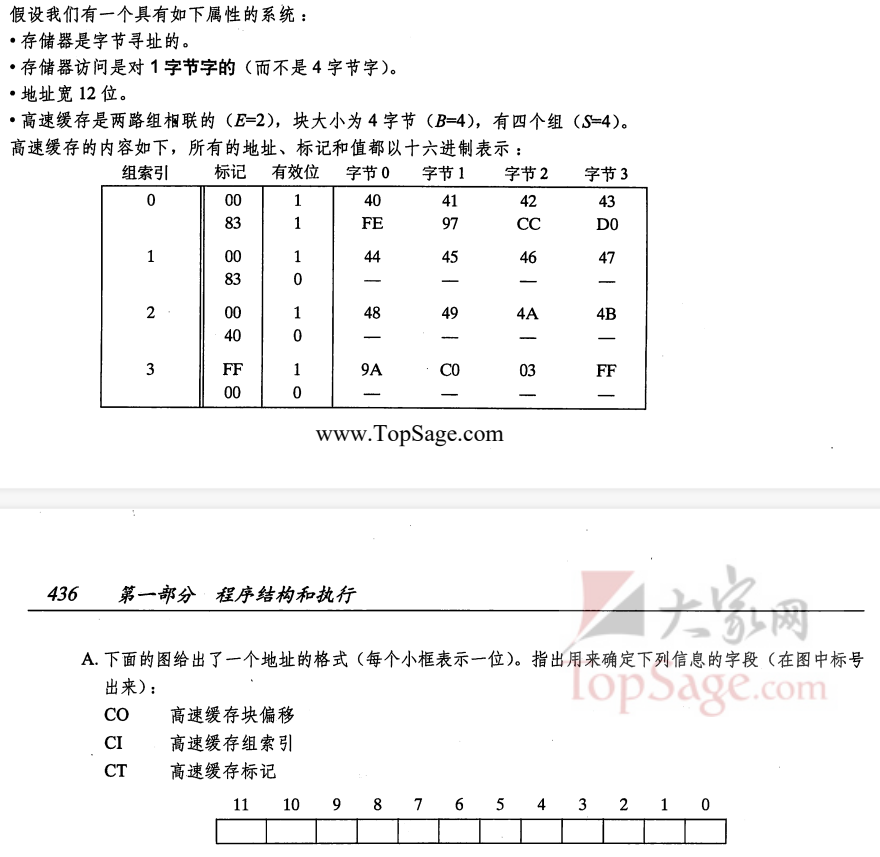 假设我们有一个具有如下属性的系统：
• 存储器是字节寻址的。
• 存储器访问是对 1 字节字的（而不是 4 字节字）。
• 地址宽 12 位。
• 高速缓存是两路组相联的（E=2），块大小为 4 字节（B=4），有四个组（S=4）。
高速缓存的内容如下，所有的地址、标记和值都以十六进制表示：
组索引 标记 有效位 字节 0 字节 1 字节 2 字节 3
0 00 1 40 41 42 43
83 1 FE 97 CC D0
1 00 1 44 45 46 47
83 0 — — — —
2 00 1 48 49 4A 4B
40 0 — — — —
3 FF 1 9A C0 03 FF
00 0 — — — —
www.TopSage.com
436 第一部分 程序结构和执行
大家网
TopSage.com
A. 下面的图给出了一个地址的格式（每个小框表示一位）。指出用来确定下列信息的字段（在图中标号
出来）：
CO 高速缓存块偏移
CI 高速缓存组索引
CT 高速缓存标记
11 10 9 8 7 6 5 4 3 2 1 0